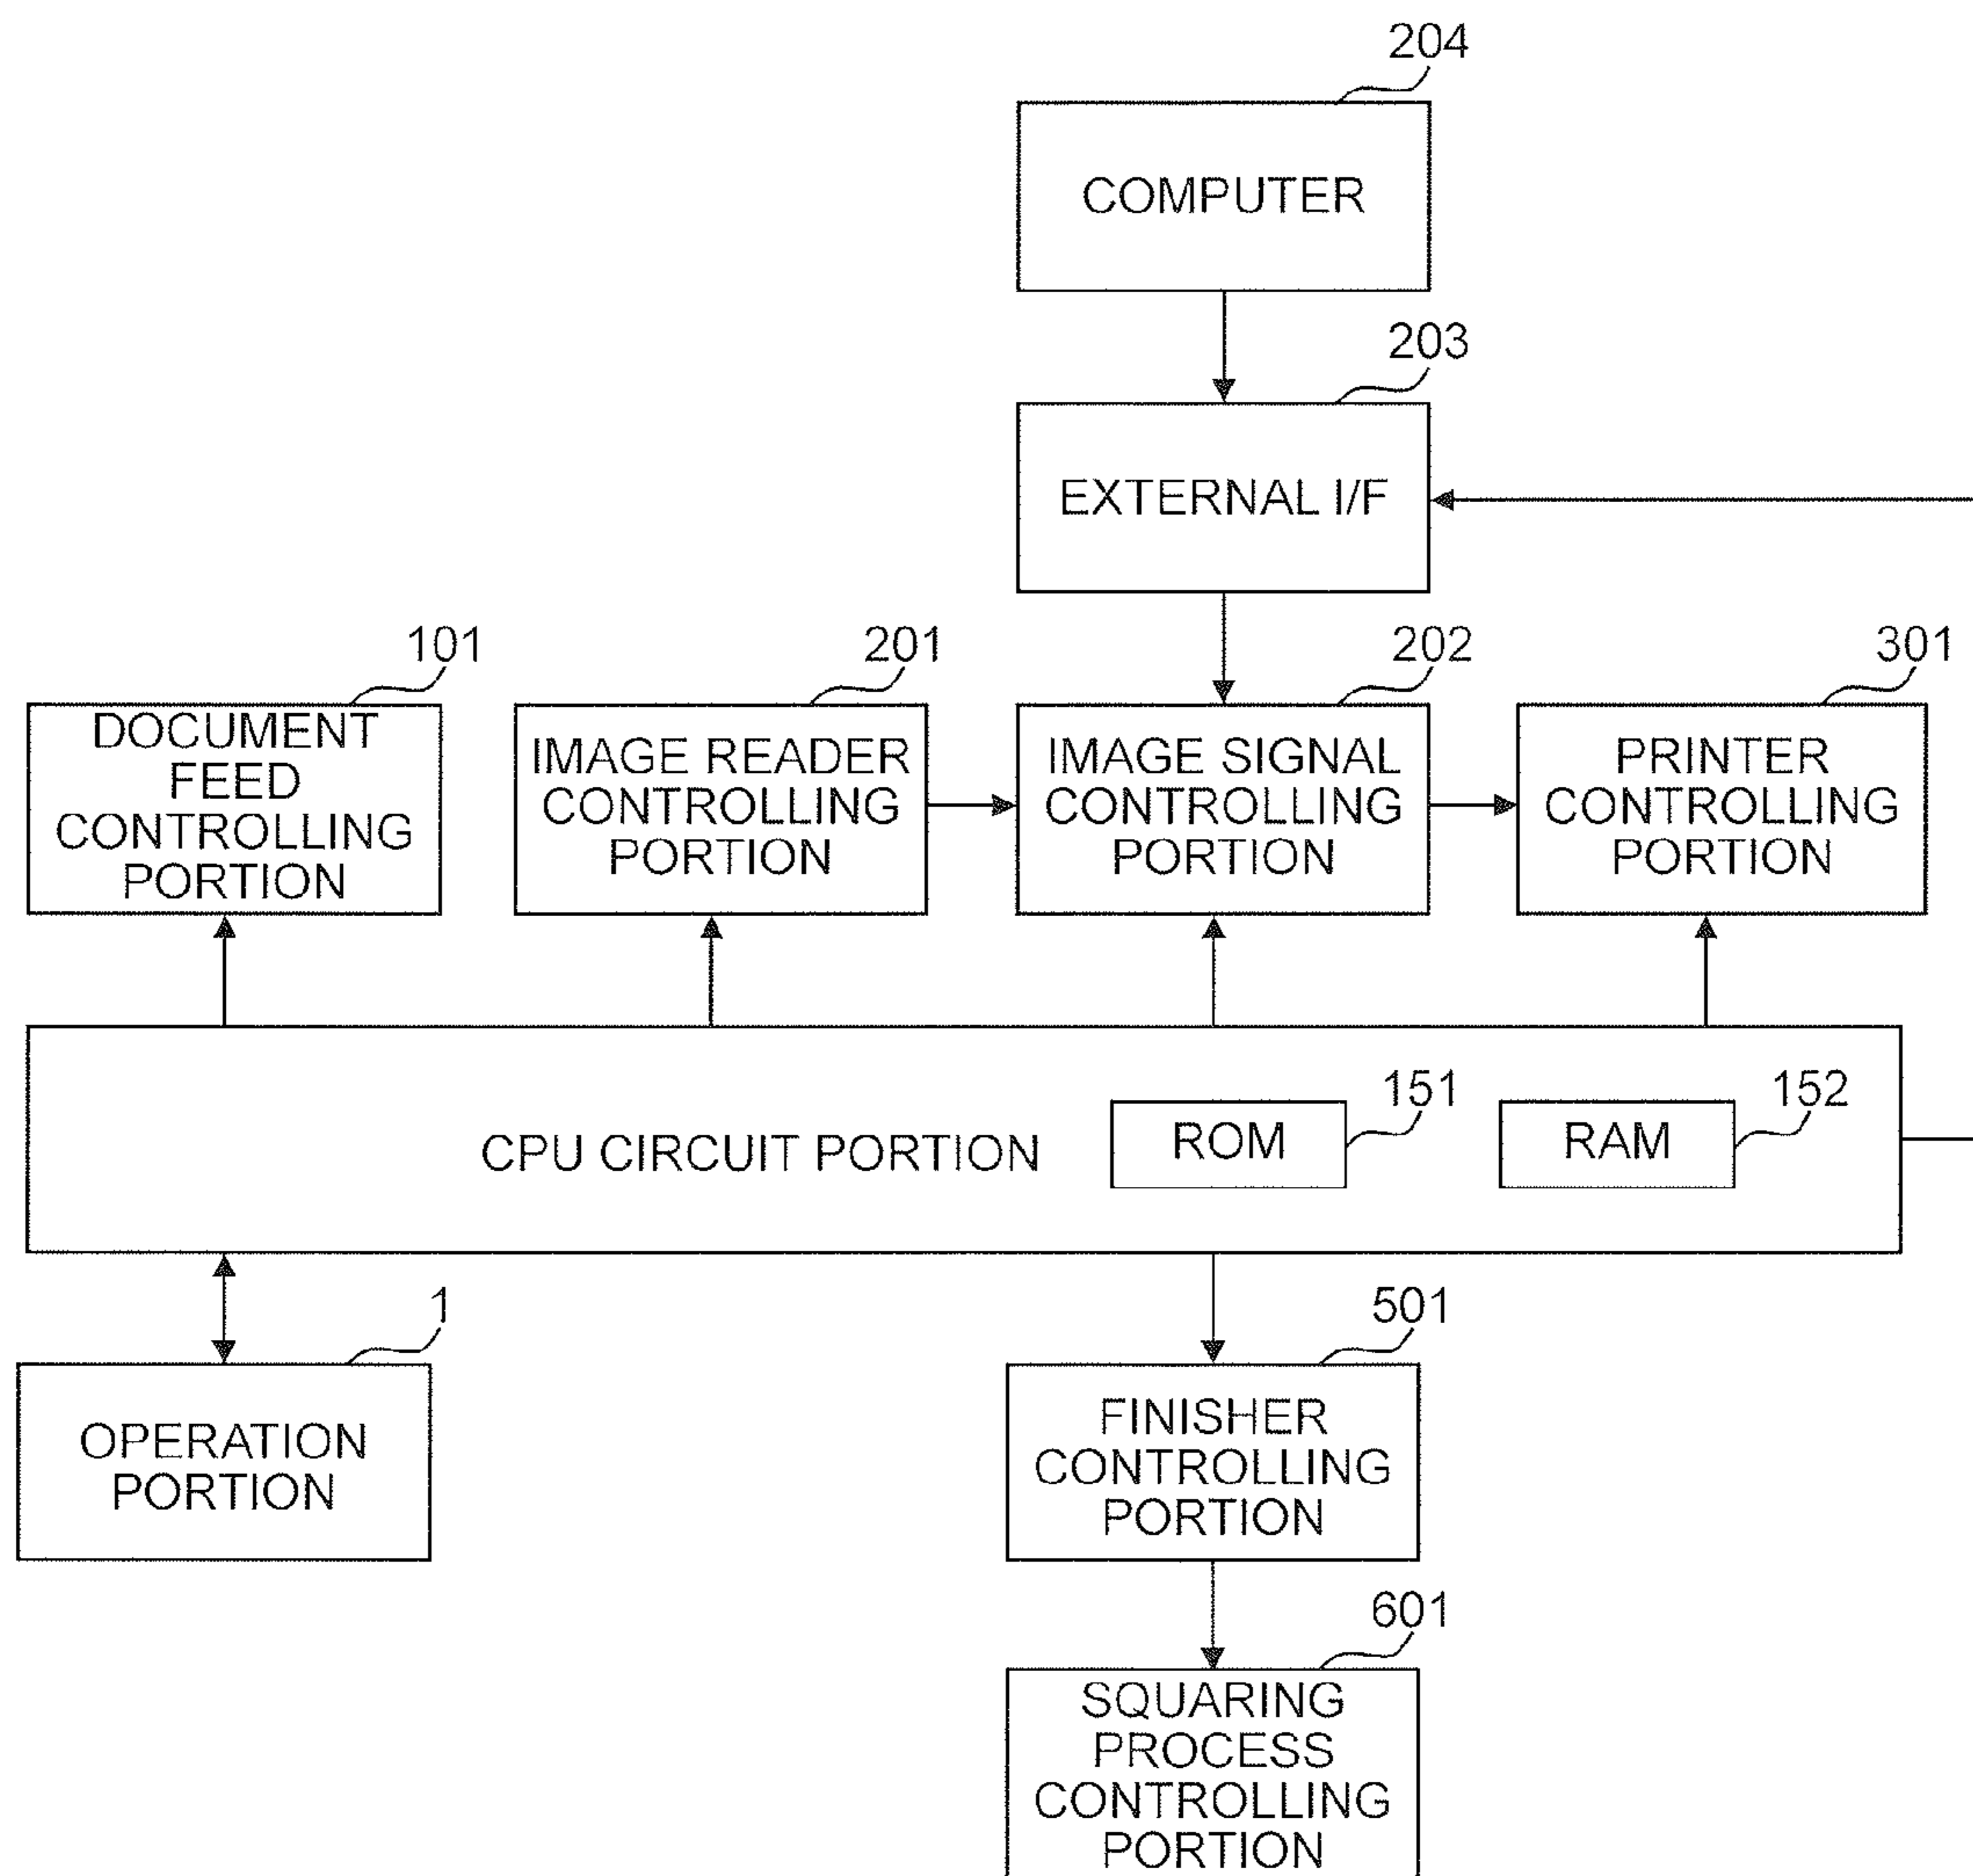 204
COMPUTER
203
EXTERNAL I/F
101
201
202
301
DOCUMENT
FEED
CONTROLLING
PORTION
IMAGE READER
CONTROLLING
PORTION
IMAGE SIGNAL
CONTROLLING
PORTION
PRINTER
CONTROLLING
PORTION
CPU CIRCUIT PORTION
ROM
151
RAM
152
1
OPERATION
PORTION
501
FINISHER
CONTROLLING
PORTION
601
SQUARING
PROCESS
CONTROLLING
PORTION